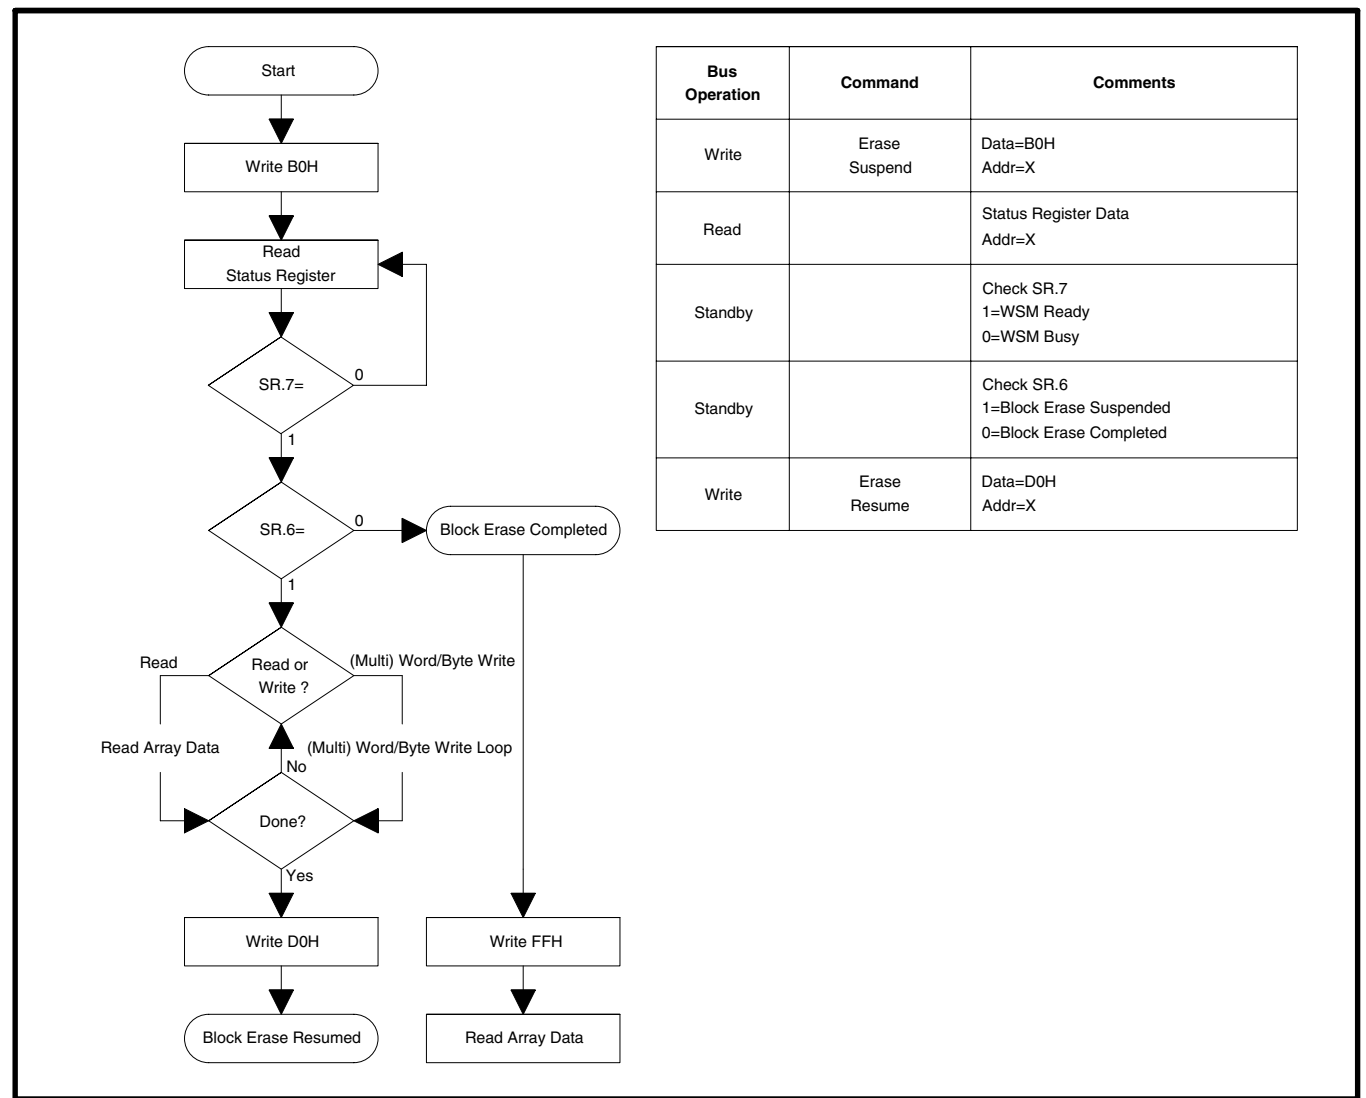 Start
Write B0H
Read
Status Register
SR.7=
0
1
SR.6=
0
Block Erase Completed
1
Read or
Write ?
Read
(Multi) Word/Byte Write
Read Array Data
(Multi) Word/Byte Write Loop
No
Done?
Yes
Write D0H
Write FFH
Block Erase Resumed
Read Array Data
Bus
Operation
Command
Comments
Write
Erase
Suspend
Data=B0H
Addr=X
Read
Status Register Data
Addr=X
Standby
Check SR.7
1=WSM Ready
0=WSM Busy
Standby
Check SR.6
1=Block Erase Suspended
0=Block Erase Completed
Write
Erase
Resume
Data=D0H
Addr=X